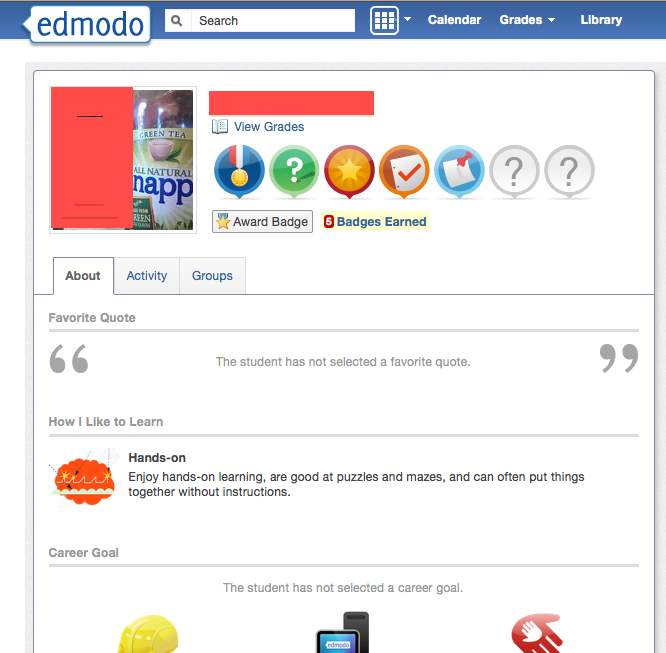 edmodo
Search
Calendar
Grades
Library
GREEN TEA
ALL NATURAL
napp
GREEN
View Grades
?
? ?
Award Badge
5 Badges Earned
About
Activity
Groups
Favorite Quote
“ The student has not selected a favorite quote. ”
How I Like to Learn
Hands-on
Enjoy hands-on learning, are good at puzzles and mazes, and can often put things
together without instructions.
Career Goal
The student has not selected a career goal.
edmodo